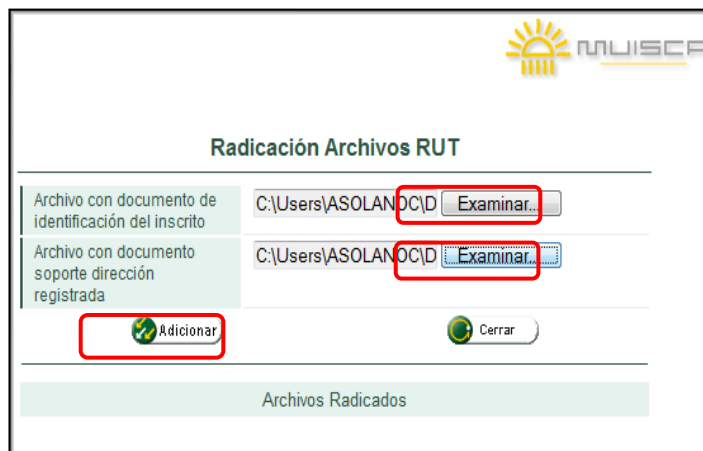 MUISCA
Radicación Archivos RUT
Archivo con documento de
identificación del inscrito
C:\Users\ASOLANOC\D
Examinar...
Archivo con documento
soporte dirección
registrada
C:\Users\ASOLANOC\D
Examinar...
Adicionar
Cerrar
Archivos Radicados